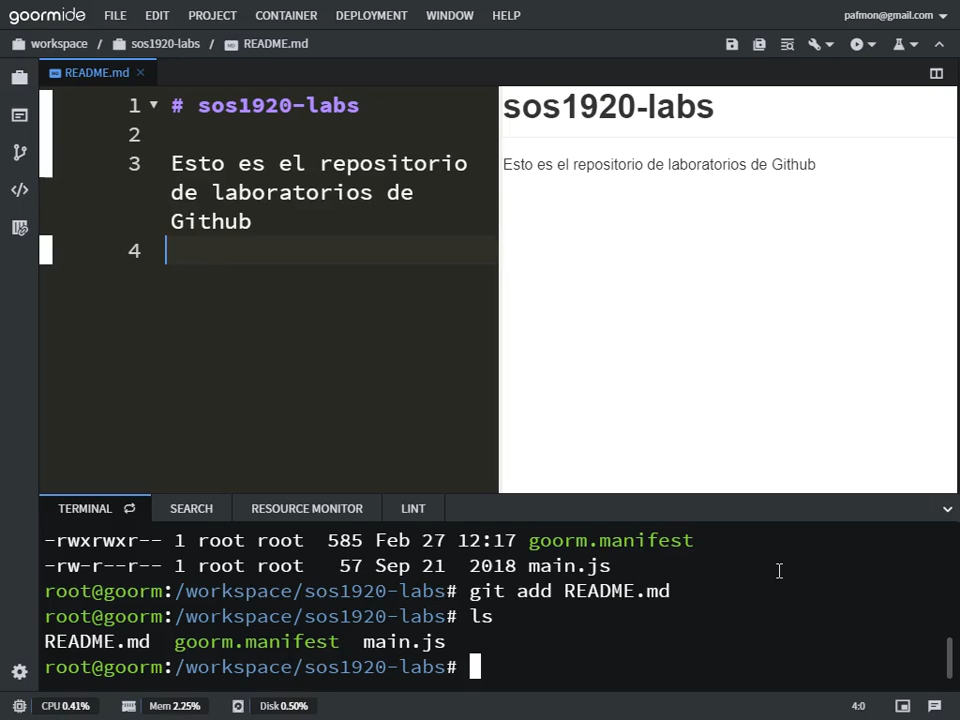 goormide FILE EDIT PROJECT CONTAINER DEPLOYMENT WINDOW HELP pafmon@gmail.com
workspace / sos1920-labs / README.md
README.md
1 # sos1920-labs
2
3 Esto es el repositorio
de laboratorios de
Github
4
sos1920-labs
Esto es el repositorio de laboratorios de Github
TERMINAL SEARCH RESOURCE MONITOR LINT
-rwxrwxr-- 1 root root 585 Feb 27 12:17 goorm.manifest
-rw-r--r-- 1 root root 57 Sep 21 2018 main.js
root@goorm:/workspace/sos1920-labs# git add README.md
root@goorm:/workspace/sos1920-labs# ls
README.md goorm.manifest main.js
root@goorm:/workspace/sos1920-labs#
CPU 0.41% Mem 2.25% Disk 0.50% 4:0